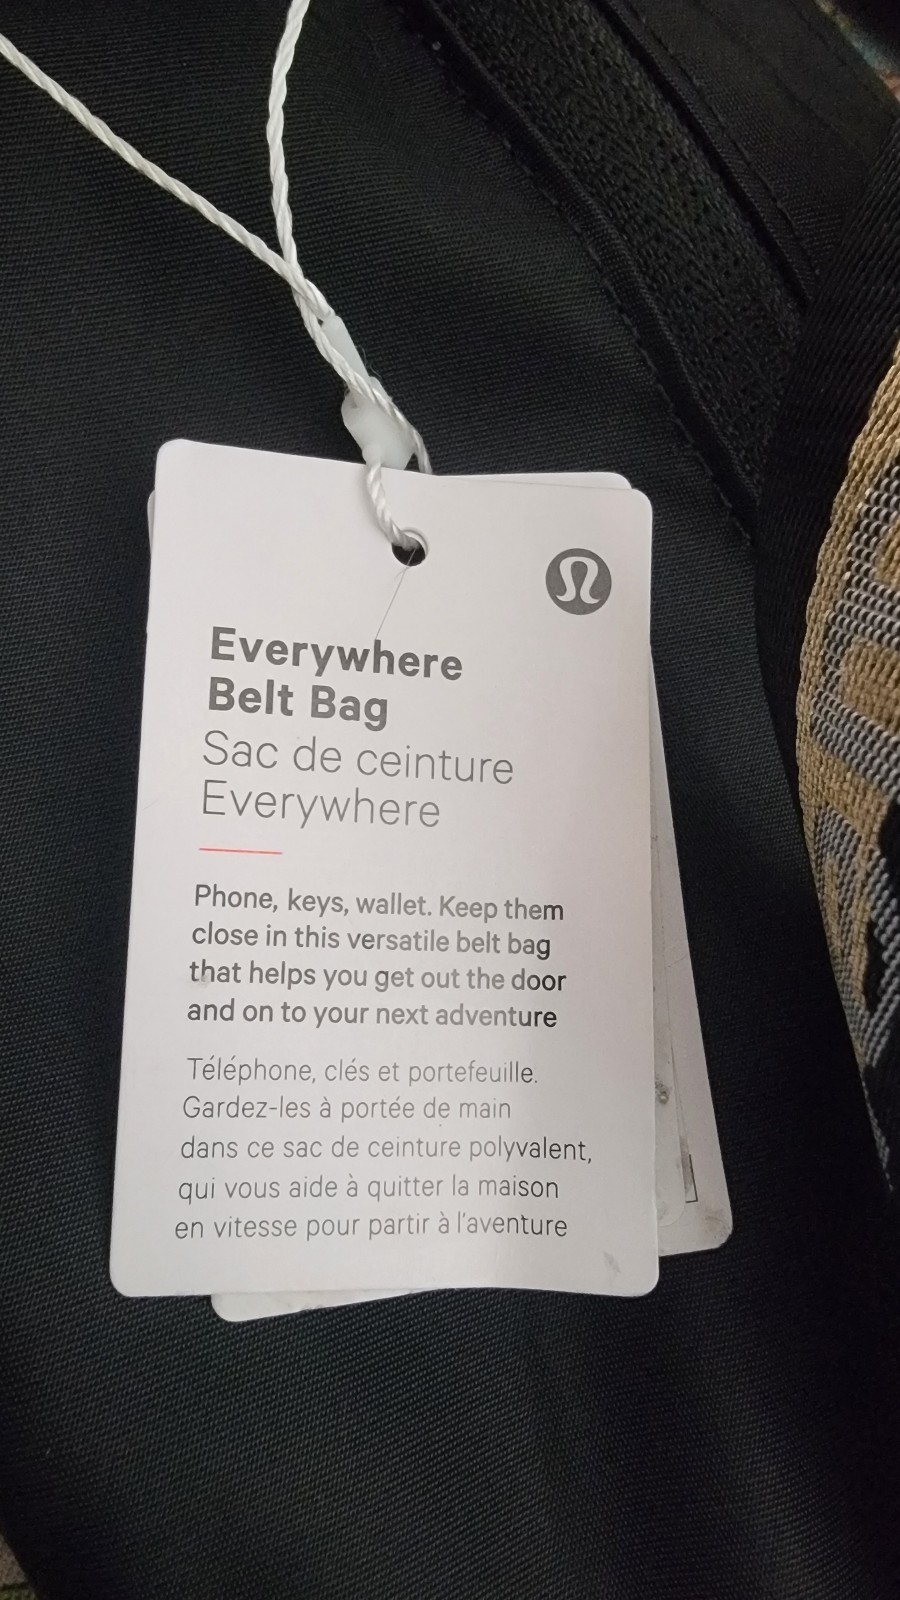 Everywhere
Belt Bag
Sac de ceinture
Everywhere
Phone, keys, wallet. Keep them
close in this versatile belt bag
that helps you get out the door
and on to your next adventure
Téléphone, clés et portefeuille.
Gardez-les à portée de main
dans ce sac de ceinture polyvalent,
qui vous aide à quitter la maison
en vitesse pour partir à l'aventure